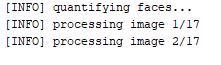 [INFO] quantifying faces...
[INFO] processing image 1/17
[INFO] processing image 2/17